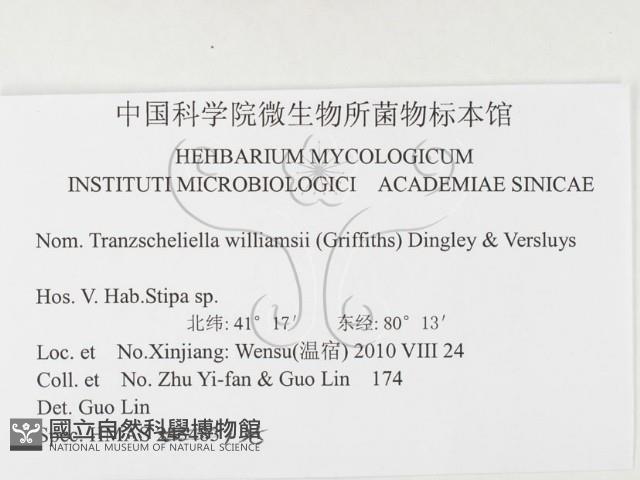 中国科学院微生物所菌物标本馆
HEHBARIUM MYCOLOGICUM
INSTITUTI MICROBIOLOGICI ACADEMIAE SINICAE
Nom. Tranzscheliella williamsii (Griffiths) Dingley & Versluys
Hos. V. Hab.Stipa sp.
北纬: 41° 17′ 东经: 80° 13′
Loc. et No.Xinjiang: Wensu(温宿) 2010 VIII 24
Coll. et No. Zhu Yi-fan & Guo Lin 174
Det. Guo Lin
Spec. HMAS
國立自然科學博物館
NATIONAL MUSEUM OF NATURAL SCIENCE